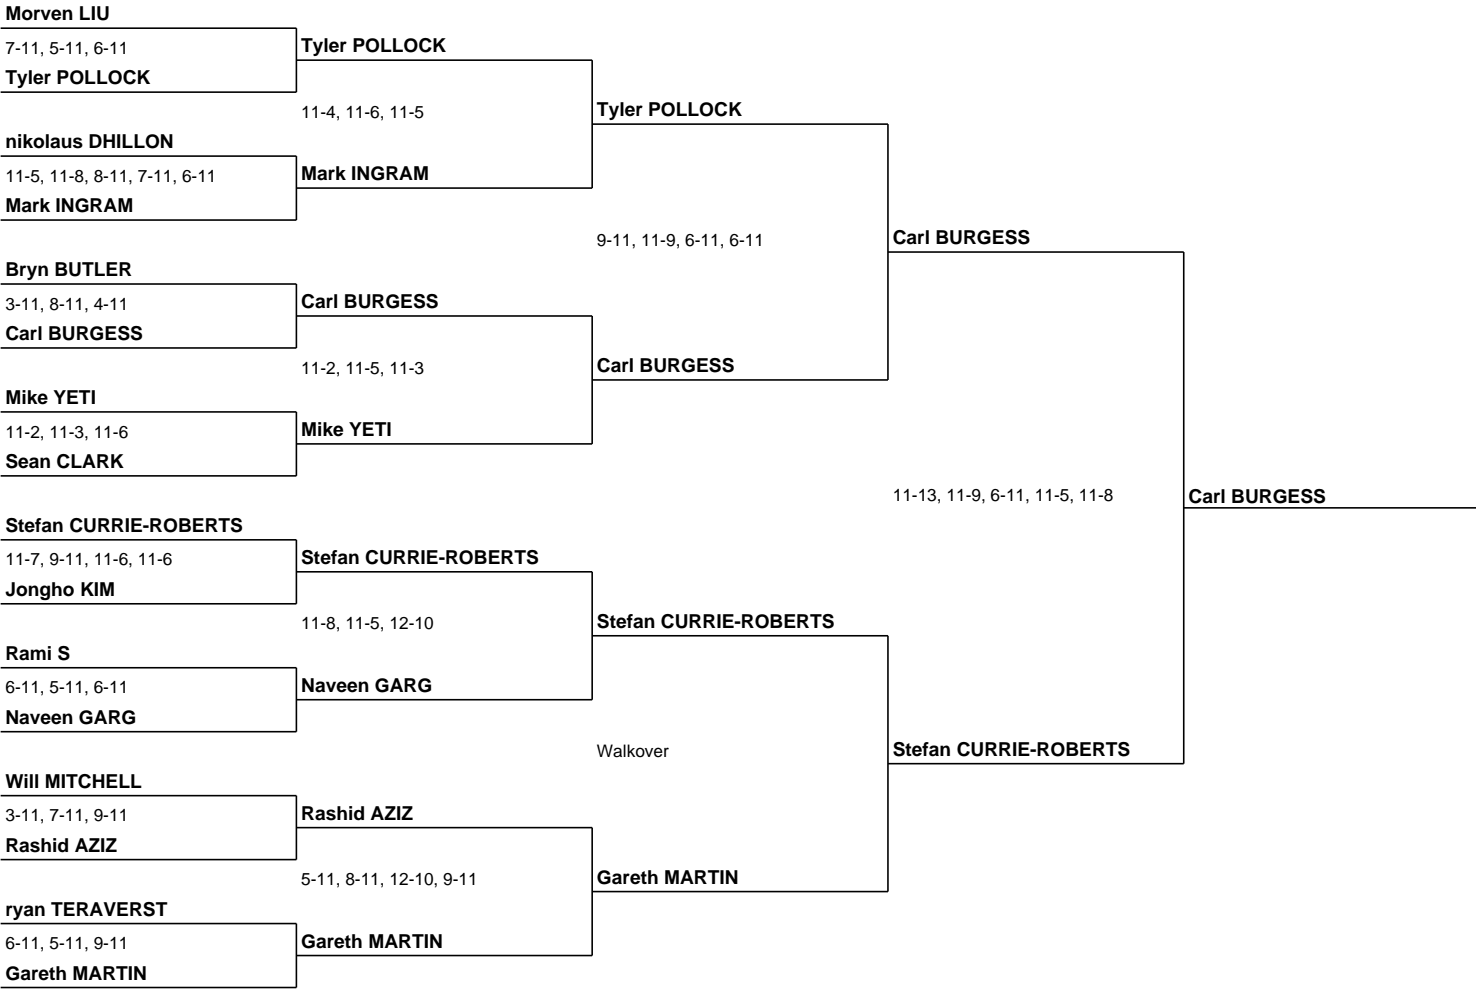 Morven LIU
7-11, 5-11, 6-11
Tyler POLLOCK
nikolaus DHILLON
11-5, 11-8, 8-11, 7-11, 6-11
Mark INGRAM
Bryn BUTLER
3-11, 8-11, 4-11
Carl BURGESS
Mike YETI
11-2, 11-3, 11-6
Sean CLARK
Stefan CURRIE-ROBERTS
11-7, 9-11, 11-6, 11-6
Jongho KIM
Rami S
6-11, 5-11, 6-11
Naveen GARG
Will MITCHELL
3-11, 7-11, 9-11
Rashid AZIZ
ryan TERAVERST
6-11, 5-11, 9-11
Gareth MARTIN
Tyler POLLOCK
11-4, 11-6, 11-5
Mark INGRAM
Carl BURGESS
11-2, 11-5, 11-3
Mike YETI
Stefan CURRIE-ROBERTS
11-8, 11-5, 12-10
Naveen GARG
Rashid AZIZ
5-11, 8-11, 12-10, 9-11
Gareth MARTIN
Tyler POLLOCK
9-11, 11-9, 6-11, 6-11
Carl BURGESS
Stefan CURRIE-ROBERTS
Walkover
Gareth MARTIN
Carl BURGESS
11-13, 11-9, 6-11, 11-5, 11-8
Stefan CURRIE-ROBERTS
Carl BURGESS